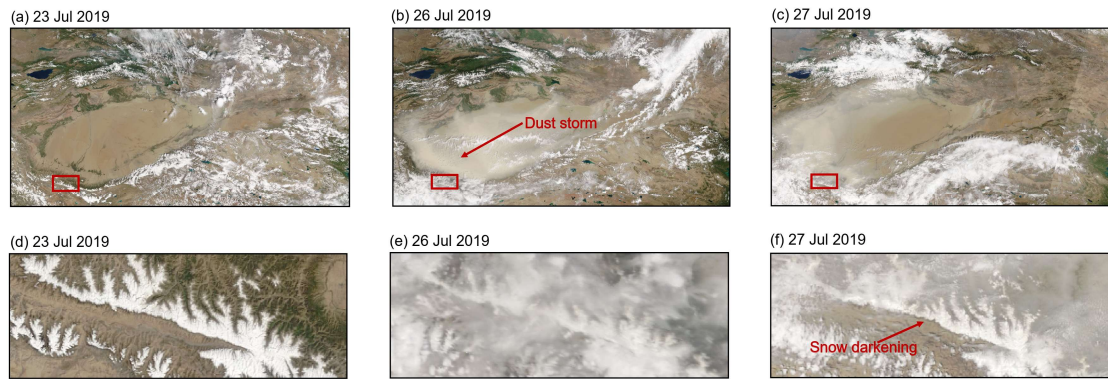 (a) 23 Jul 2019
(b) 26 Jul 2019
(c) 27 Jul 2019
Dust storm
(d) 23 Jul 2019
(e) 26 Jul 2019
(f) 27 Jul 2019
Snow darkening